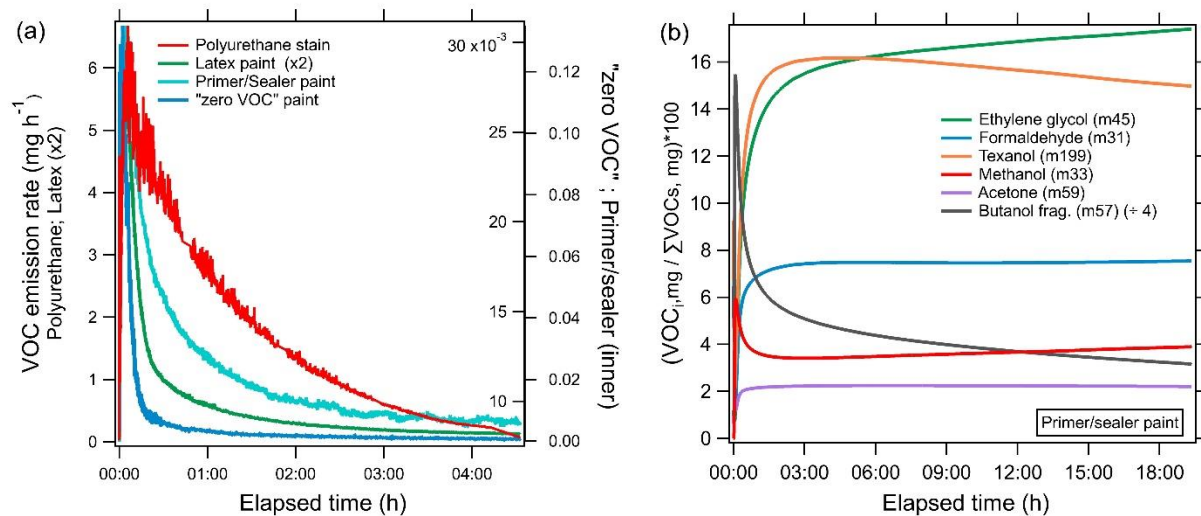 (a)
Polyurethane stain
Latex paint (x2)
Primer/Sealer paint
"zero VOC" paint
30 x10⁻³
25
20
15
10
6
5
4
3
2
1
0
0.12
0.10
0.08
0.06
0.04
0.02
0.00
VOC emission rate (mg h⁻¹)
Polyurethane; Latex (x2)
"zero VOC" ; Primer/sealer (inner)
00:00 01:00 02:00 03:00 04:00
Elapsed time (h)
(b)
16
14
12
10
8
6
4
2
0
(VOCᵢ,mg / ∑VOCs, mg)*100
Ethylene glycol (m45)
Formaldehyde (m31)
Texanol (m199)
Methanol (m33)
Acetone (m59)
Butanol frag. (m57) (÷ 4)
Primer/sealer paint
00:00 03:00 06:00 09:00 12:00 15:00 18:00
Elapsed time (h)